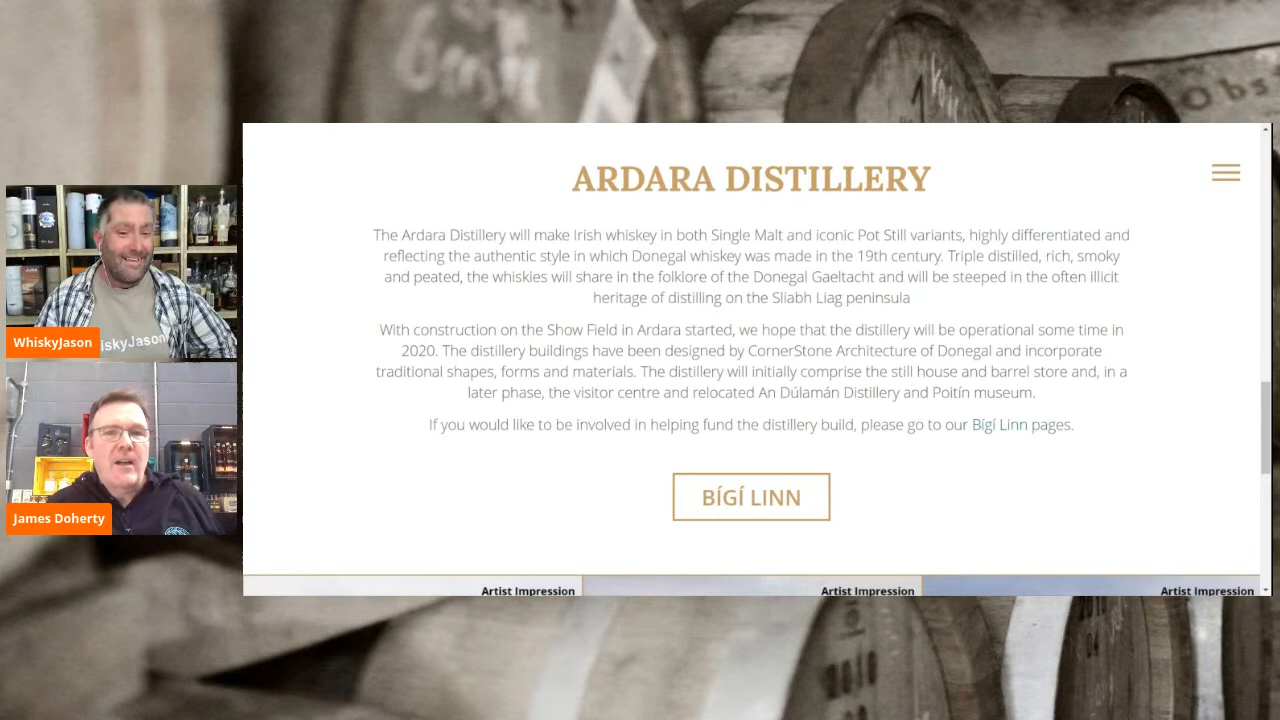 ARDARA DISTILLERY
The Ardara Distillery will make Irish whiskey in both Single Malt and iconic Pot Still variants, highly differentiated and
reflecting the authentic style in which Donegal whiskey was made in the 19th century. Triple distilled, rich, smoky
and peated, the whiskies will share in the folklore of the Donegal Gaeltacht and will be steeped in the often illicit
heritage of distilling on the Sliabh Liag peninsula
With construction on the Show Field in Ardara started, we hope that the distillery will be operational some time in
2020. The distillery buildings have been designed by CornerStone Architecture of Donegal and incorporate
traditional shapes, forms and materials. The distillery will initially comprise the still house and barrel store and, in a
later phase, the visitor centre and relocated An Dúlamán Distillery and Poitín museum.
If you would like to be involved in helping fund the distillery build, please go to our Bígí Linn pages.
BÍGÍ LINN
Artist Impression
Artist Impression
Artist Impression
WhiskyJason
iskyJason
James Doherty
Obs